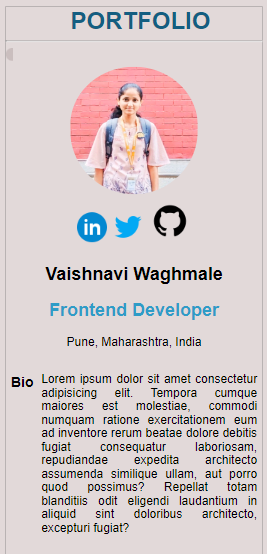 PORTFOLIO
in
Vaishnavi Waghmale
Frontend Developer
Pune, Maharashtra, India
Bio
Lorem ipsum dolor sit amet consectetur
adipisicing elit. Tempora cumque
maiores est molestiae, commodi
numquam ratione exercitationem eum
ad inventore rerum beatae dolore debitis
fugiat consequatur laboriosam,
repudiandae expedita architecto
assumenda similique ullam, aut porro
quod possimus? Repellat totam
blanditiis odit eligendi laudantium in
aliquid sint doloribus architecto,
excepturi fugiat?